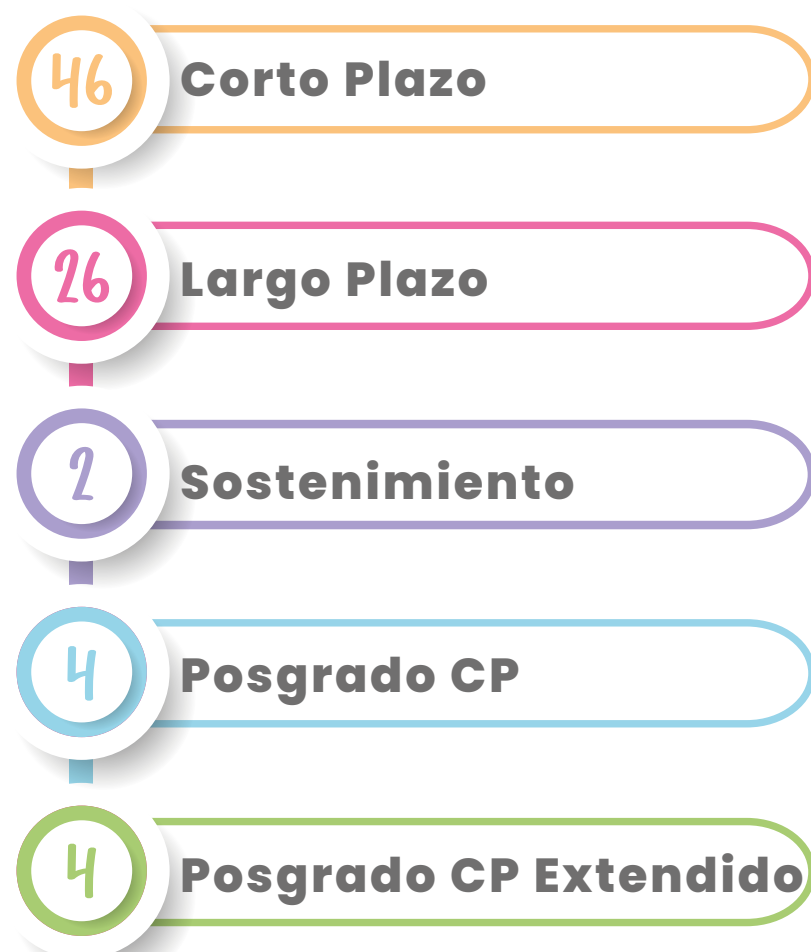 46
Corto Plazo
26
Largo Plazo
2
Sostenimiento
4
Posgrado CP
4
Posgrado CP Extendido